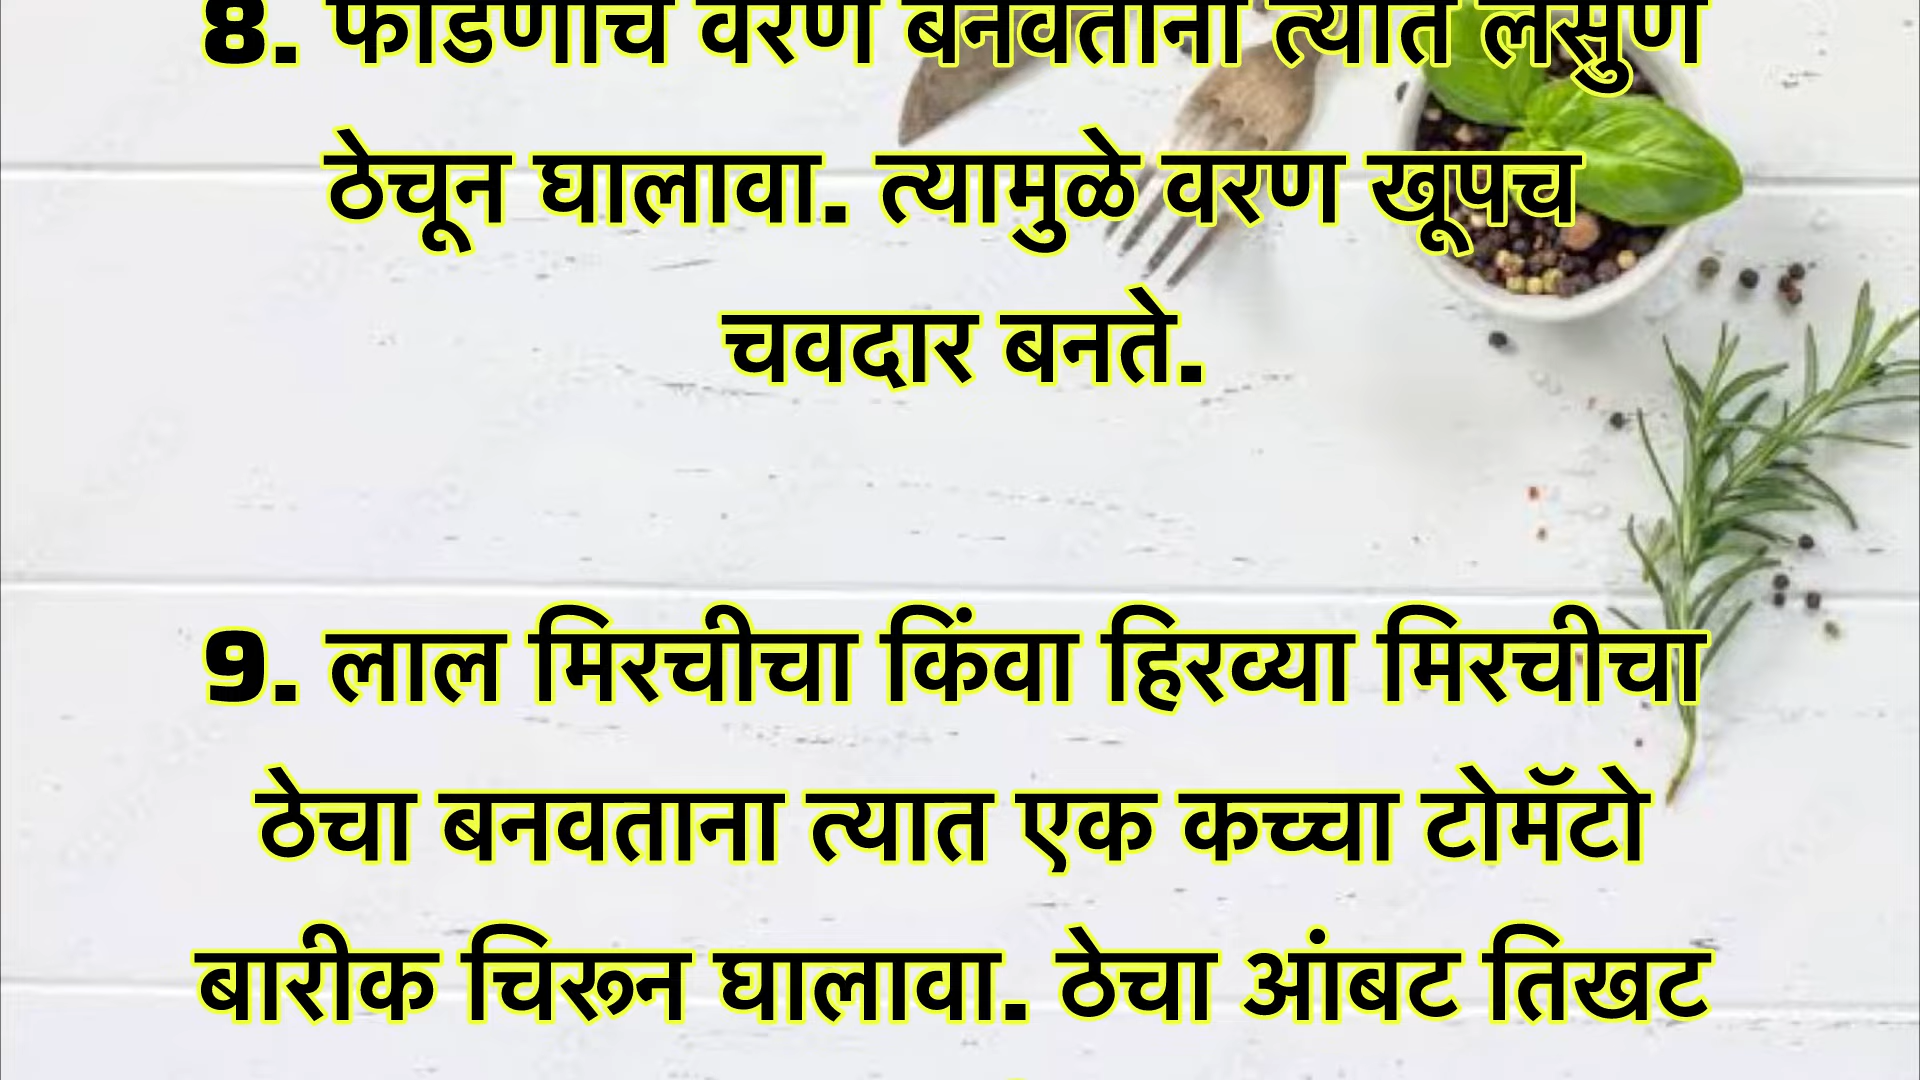 8. फोडणीचे वरण बनवताना त्यात लसुण
ठेचून घालावा. त्यामुळे वरण खूपच
चवदार बनते.
9. लाल मिरचीचा किंवा हिरव्या मिरचीचा
ठेचा बनवताना त्यात एक कच्चा टोमॅटो
बारीक चिरून घालावा. ठेचा आंबट तिखट